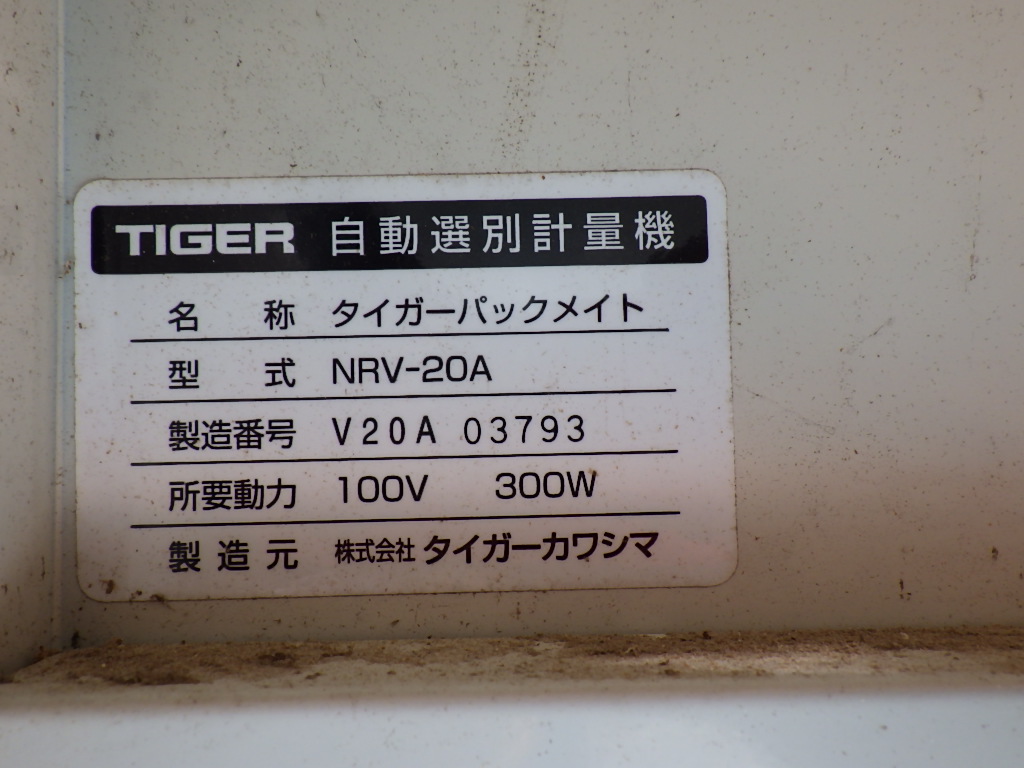 TIGER 自動選別計量機
名称 タイガーパックメイト
型式 NRV-20A
製造番号 V20A 03793
所要動力 100V 300W
製造元 株式会社 タイガーカワシマ